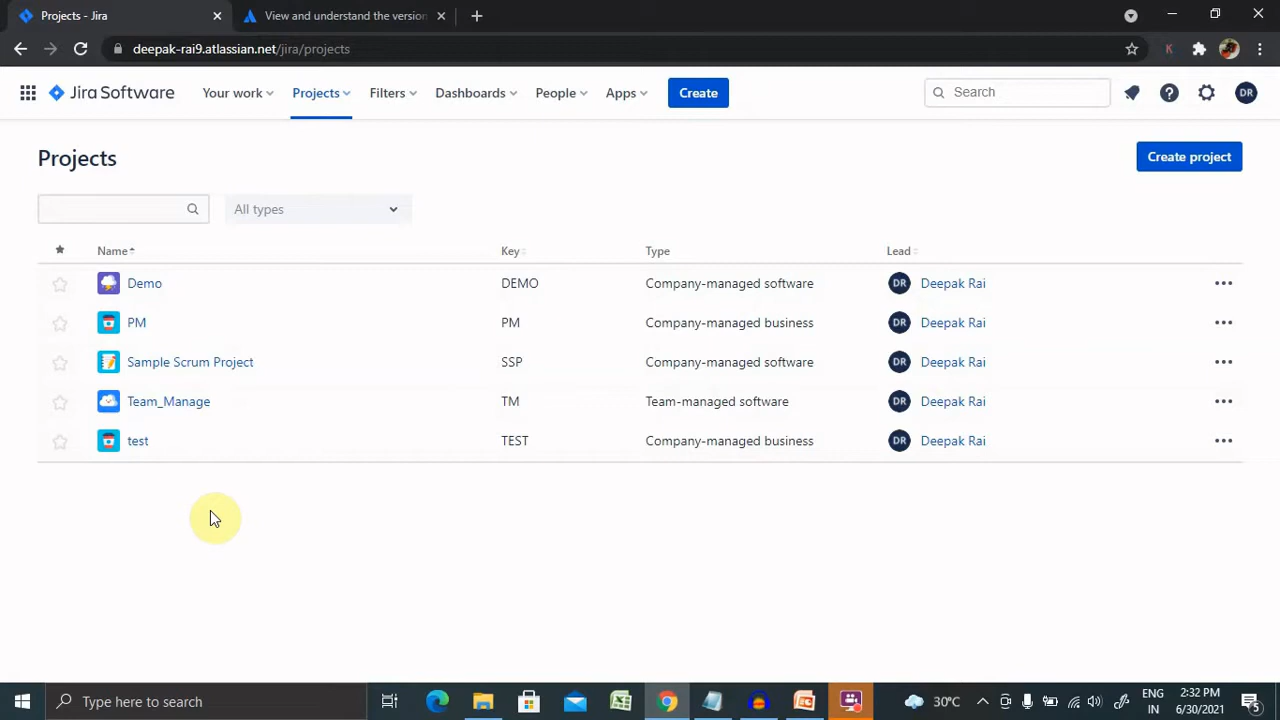 Projects - Jira
View and understand the version
deepak-rai9.atlassian.net/jira/projects
K
Jira Software
Your work
Projects
Filters
Dashboards
People
Apps
Create
Search
DR
Projects
Create project
All types
Name
Key
Type
Lead
Demo
DEMO
Company-managed software
DR
Deepak Rai
PM
PM
Company-managed business
DR
Deepak Rai
Sample Scrum Project
SSP
Company-managed software
DR
Deepak Rai
Team_Manage
TM
Team-managed software
DR
Deepak Rai
test
TEST
Company-managed business
DR
Deepak Rai
Type here to search
30°C
ENG
IN
2:32 PM
6/30/2021
5